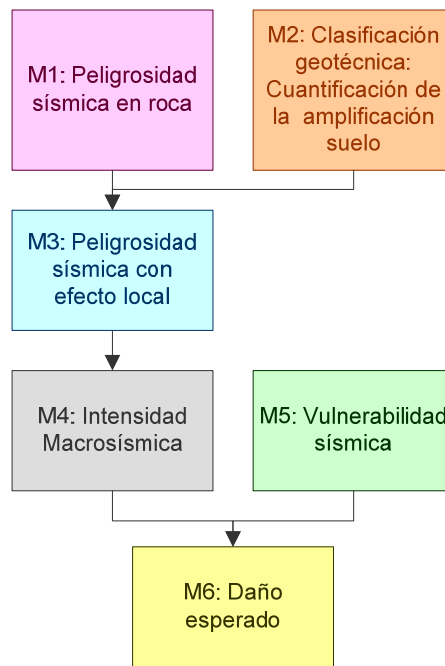 M1: Peligrosidad
sísmica en roca
M2: Clasificación
geotécnica:
Cuantificación de
la amplificación
suelo
M3: Peligrosidad
sísmica con
efecto local
M4: Intensidad
Macrosísmica
M5: Vulnerabilidad
sísmica
M6: Daño
esperado